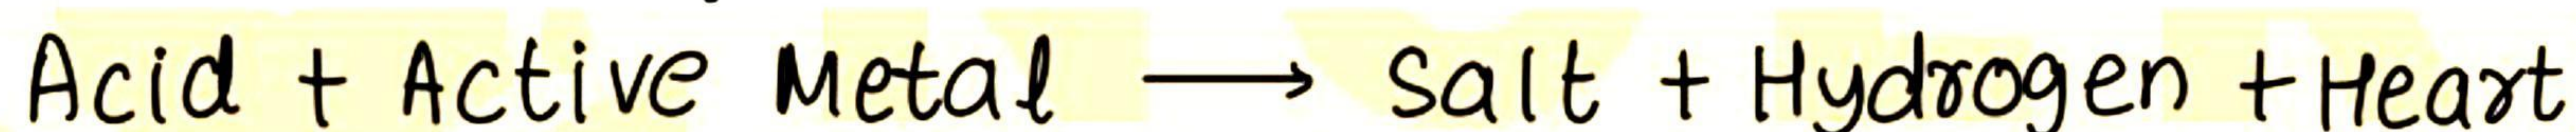 Acid + Active Metal ⟶ Salt + Hydrogen + Heart